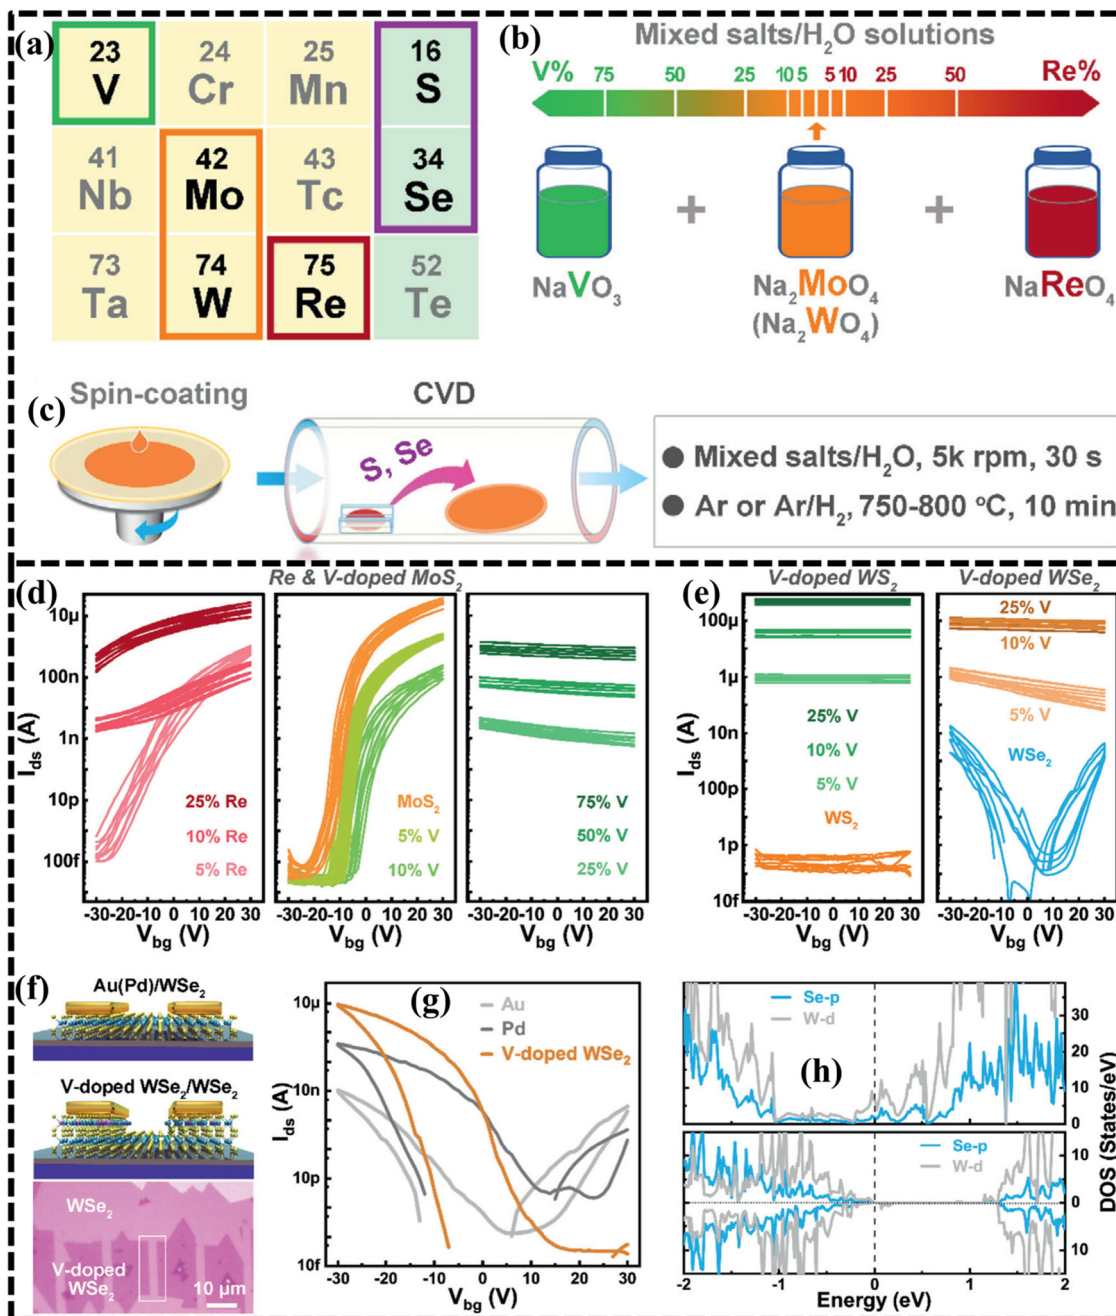 (a)
23 24 25 16
V Cr Mn S
41 42 43 34
Nb Mo Tc Se
73 74 75 52
Ta W Re Te
(b)
Mixed salts/H₂O solutions
V% 75 50 25 10 5 5 10 25 50 Re%
+ +
NaVO₃ Na₂MoO₄ NaReO₄
(Na₂WO₄)
(c)
Spin-coating CVD
S, Se
● Mixed salts/H₂O, 5k rpm, 30 s
● Ar or Ar/H₂, 750-800 °C, 10 min
(d)
Re & V-doped MoS₂
10µ
100n
1n
10p
100f
I_ds (A)
25% Re
10% Re
5% Re
MoS₂
5% V
10% V
75% V
50% V
25% V
-30 -20 -10 0 10 20 30
-30 -20 -10 0 10 20 30
-30 -20 -10 0 10 20 30
V_bg (V)
V_bg (V)
V_bg (V)
(e)
V-doped WS₂ V-doped WSe₂
100µ
1µ
10n
100p
1p
10f
I_ds (A)
25% V
10% V
5% V
WS₂
25% V
10% V
5% V
WSe₂
-30 -20 -10 0 10 20 30
-30 -20 -10 0 10 20 30
V_bg (V)
V_bg (V)
(f)
Au(Pd)/WSe₂
V-doped WSe₂/WSe₂
WSe₂
V-doped
WSe₂
10 µm
(g)
10µ
10n
10p
10f
I_ds (A)
Au
Pd
V-doped WSe₂
-30 -20 -10 0 10 20 30
V_bg (V)
(h)
Se-p
W-d
30
20
10
0
Se-p
W-d
10
0
10
DOS (States/eV)
-2 -1 0 1 2
Energy (eV)